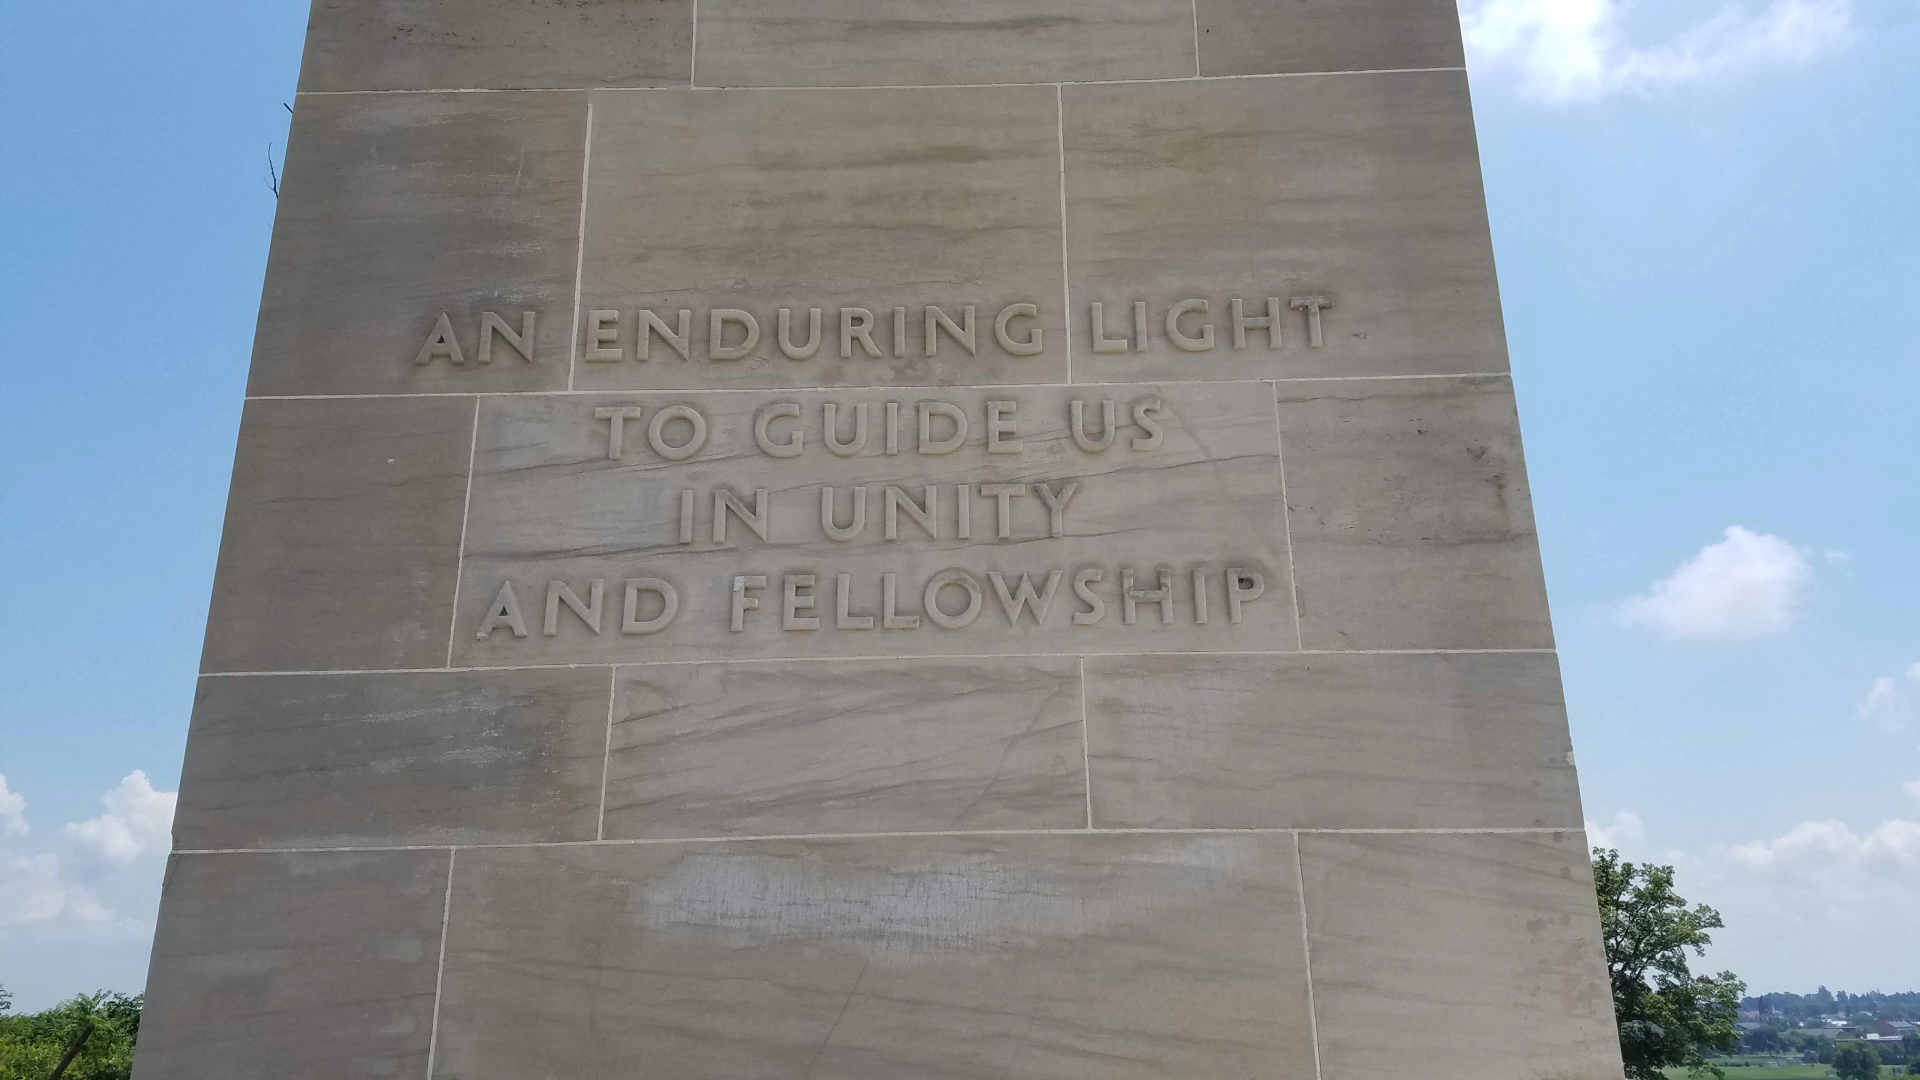 AN ENDURING LIGHT
TO GUIDE US
IN UNITY
AND FELLOWSHIP